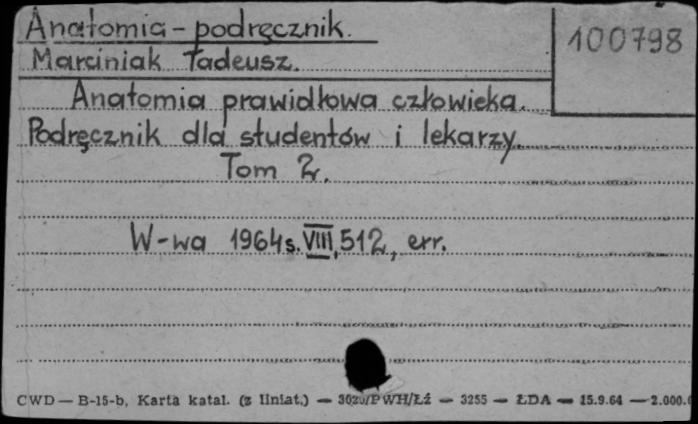 Anatomia - podręcznik.
100798
Marciniak Tadeusz.
Anatomia prawidłowa człowieka.
Podręcznik dla studentów i lekarzy.
Tom 2.
W-wa 1964 s. VIII, 512, err.
CWD — B-15-b, Karta katal. (z liniat.) — 3020/PWH/Łź — 3255 — ŁDA — 15.9.64 — 2.000.